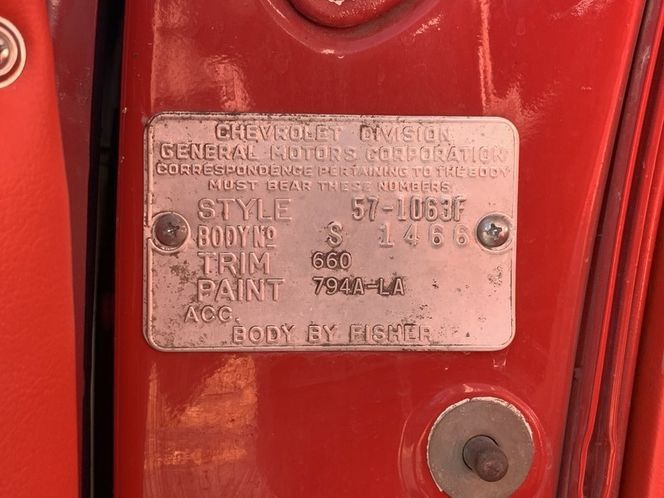 CHEVROLET DIVISION
GENERAL MOTORS CORPORATION
CORRESPONDENCE PERTAINING TO THE BODY
MUST BEAR THESE NUMBERS
STYLE 57-1063F
BODY Nº S 1466
TRIM 660
PAINT 794A-LA
ACC.
BODY BY FISHER